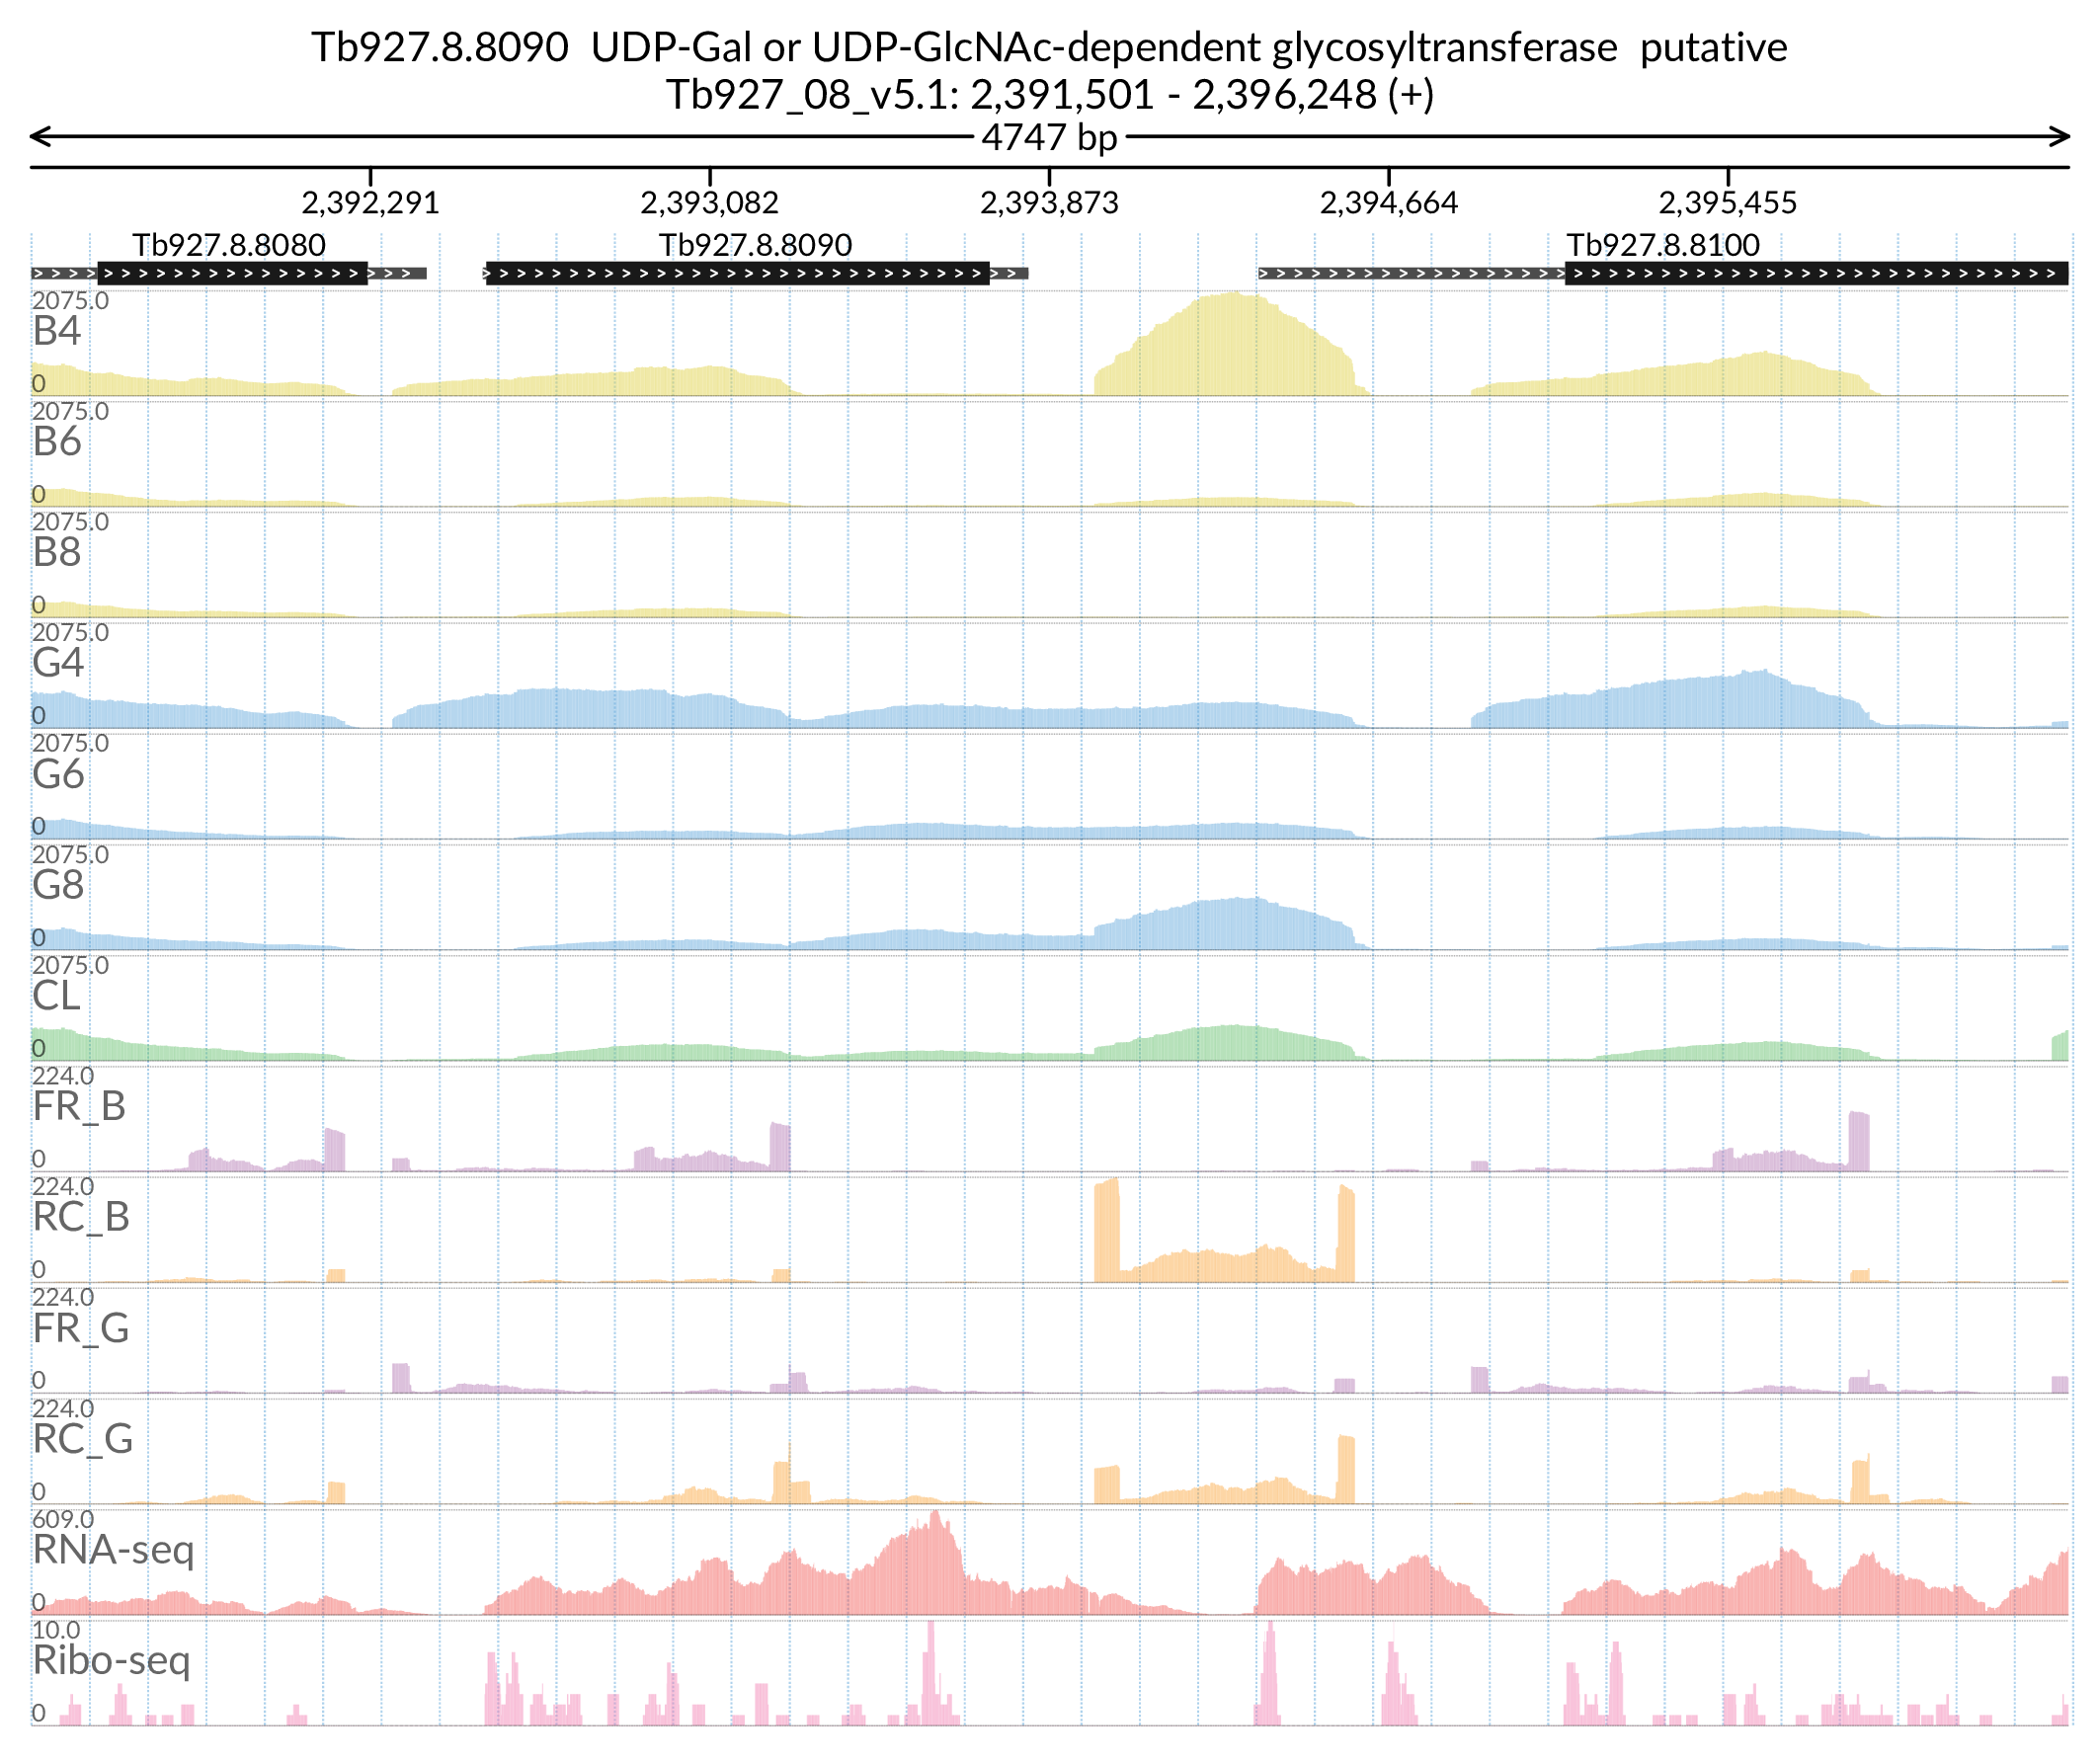 Tb927.8.8090  UDP-Gal or UDP-GlcNAc-dependent glycosyltransferase  putative
Tb927_08_v5.1: 2,391,501 - 2,396,248 (+)
4747 bp
2,392,291 2,393,082 2,393,873 2,394,664 2,395,455
Tb927.8.8080 Tb927.8.8090 Tb927.8.8100
2075.0
B4
0
2075.0
B6
0
2075.0
B8
0
2075.0
G4
0
2075.0
G6
0
2075.0
G8
0
2075.0
CL
0
224.0
FR_B
0
224.0
RC_B
0
224.0
FR_G
0
224.0
RC_G
0
609.0
RNA-seq
0
10.0
Ribo-seq
0